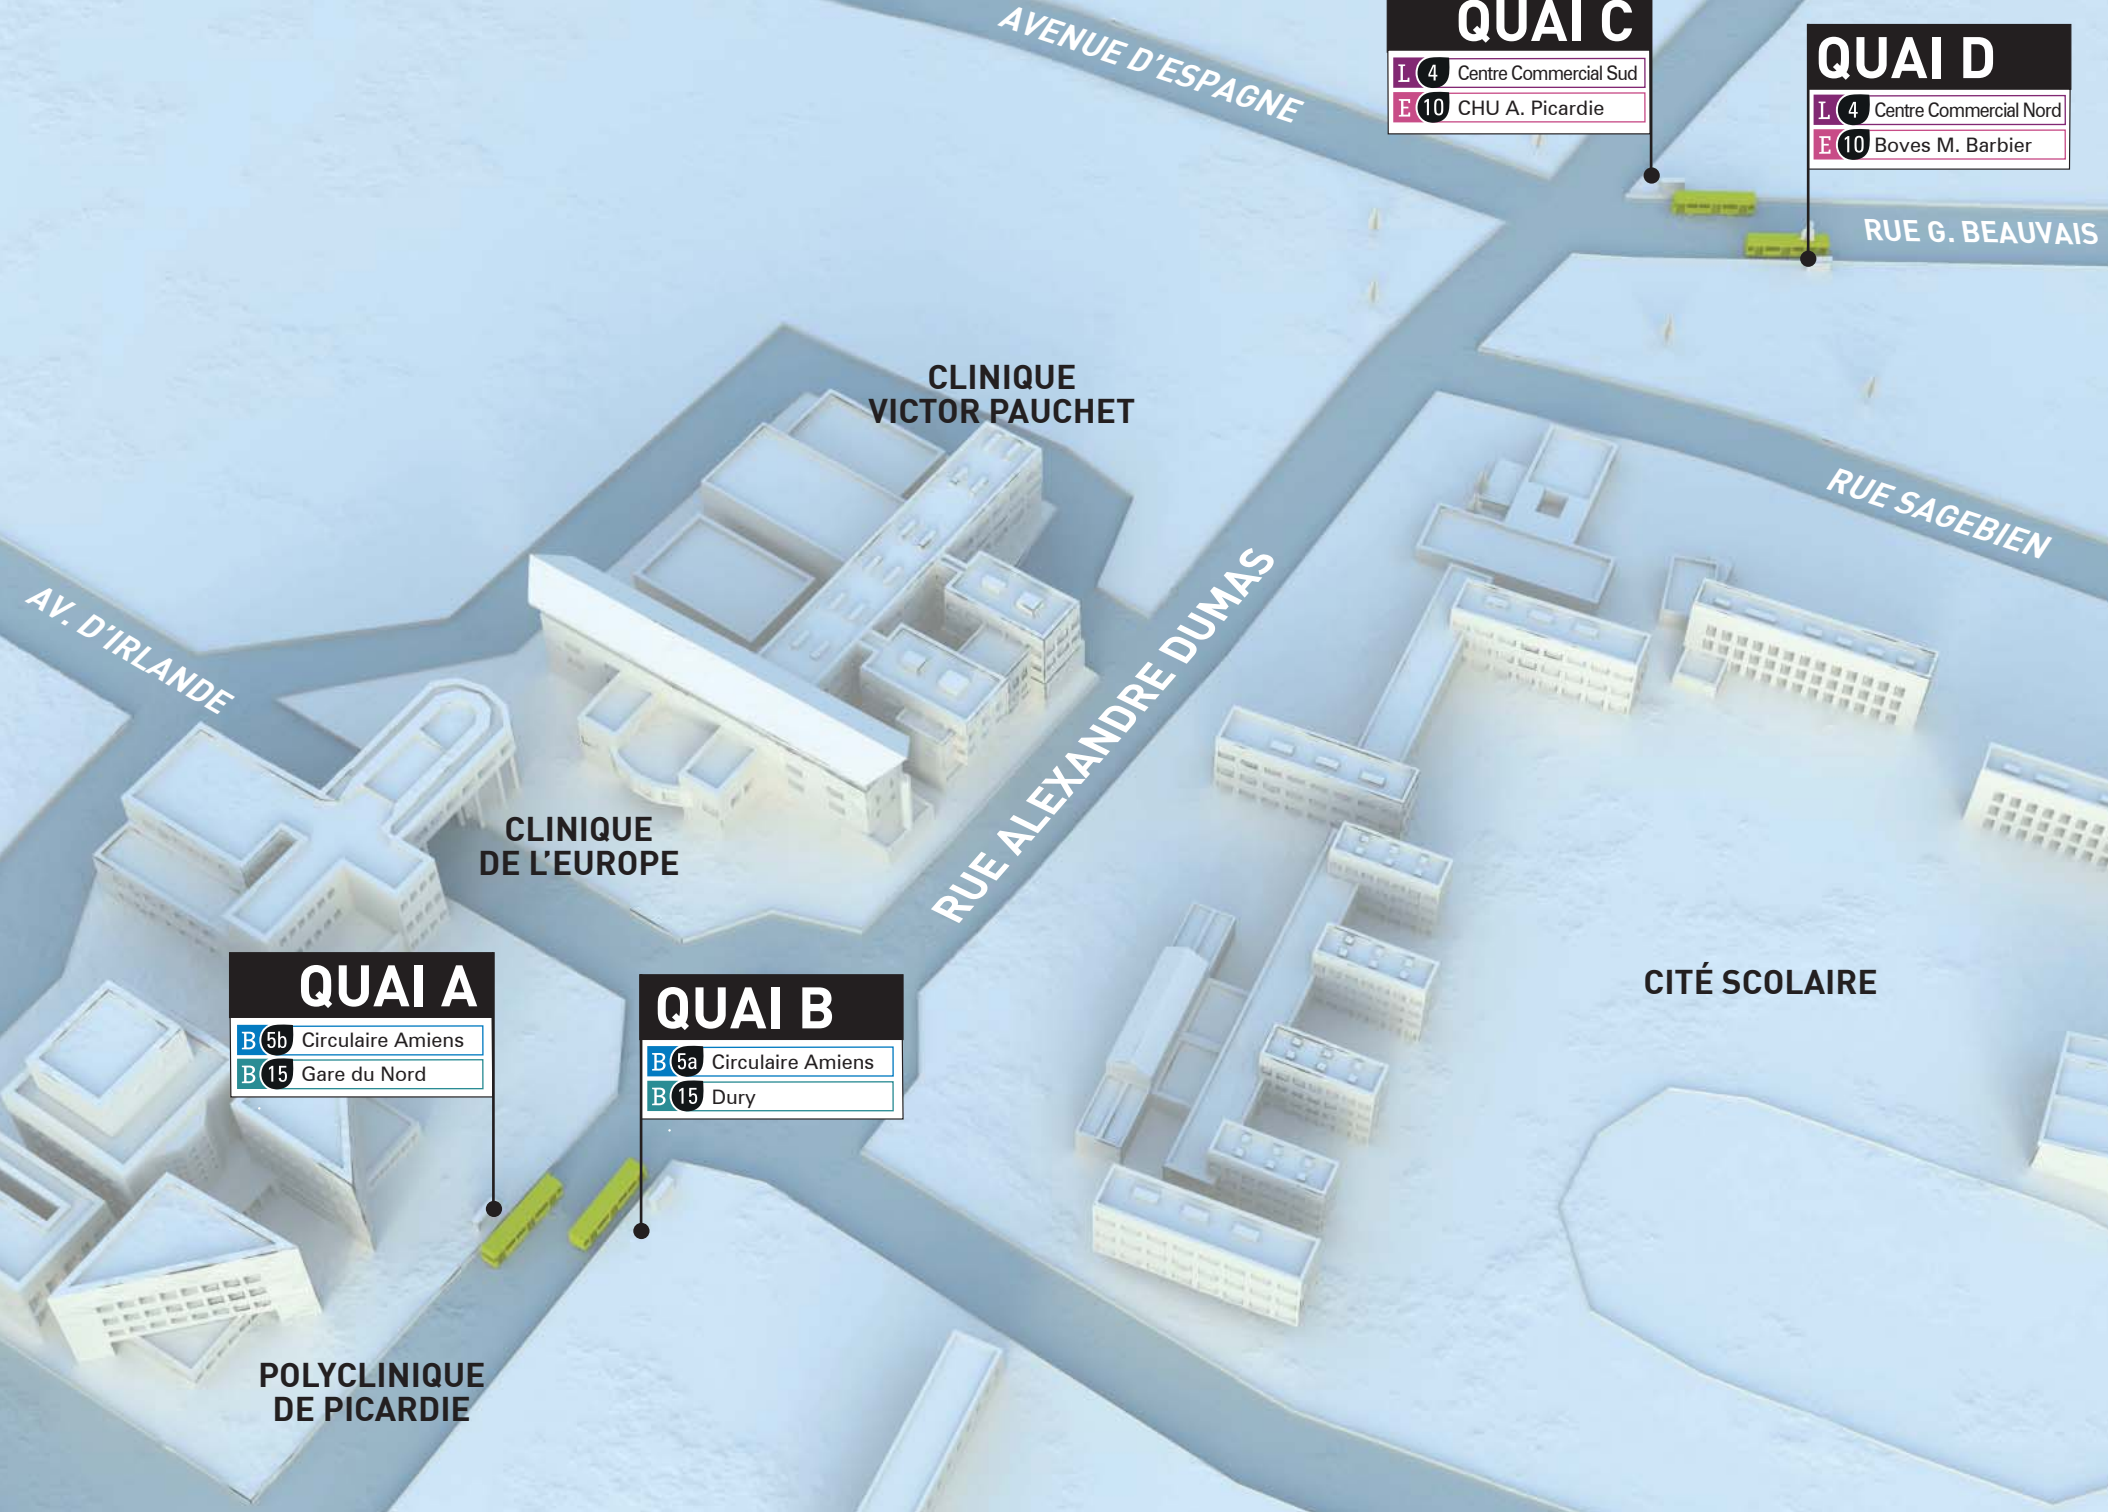 AVENUE D'ESPAGNE
QUAI C
L 4 Centre Commercial Sud
E 10 CHU A. Picardie
QUAI D
L 4 Centre Commercial Nord
E 10 Boves M. Barbier
RUE G. BEAUVAIS
CLINIQUE
VICTOR PAUCHET
RUE SAGEBIEN
AV. D'IRLANDE
RUE ALEXANDRE DUMAS
CLINIQUE
DE L'EUROPE
CITÉ SCOLAIRE
QUAI A
B 5b Circulaire Amiens
B 15 Gare du Nord
QUAI B
B 5a Circulaire Amiens
B 15 Dury
POLYCLINIQUE
DE PICARDIE